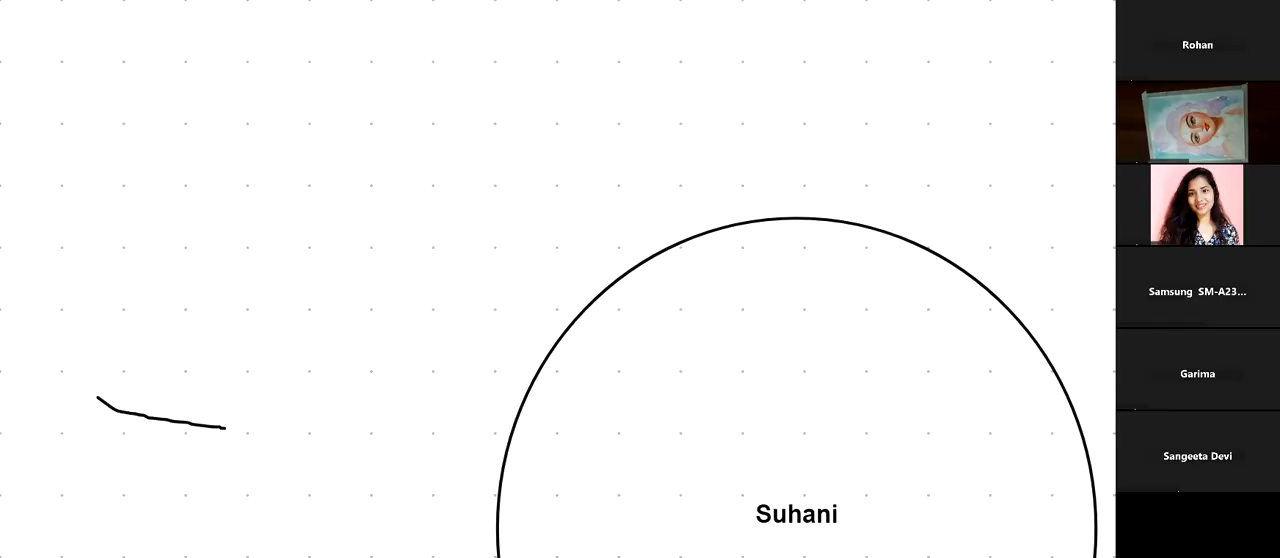 Rohan
Samsung SM-A23...
Garima
Sangeeta Devi
Suhani